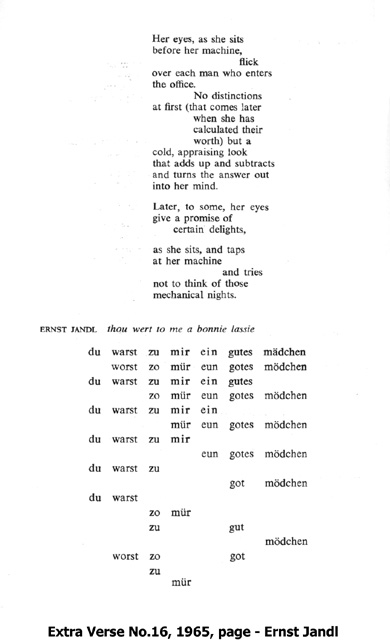 Her eyes, as she sits
before her machine,
flick
over each man who enters
the office.
No distinctions
at first (that comes later
when she has
calculated their
worth) but a
cold, appraising look
that adds up and subtracts
and turns the answer out
into her mind.
Later, to some, her eyes
give a promise of
certain delights,
as she sits, and taps
at her machine
and tries
not to think of those
mechanical nights.
ERNST JANDL thou wert to me a bonnie lassie
du warst zu mir ein gutes mädchen
worst zo mür eun gotes mödchen
du warst zu mir ein gutes
zo mür eun gotes mödchen
du warst zu mir ein
mür eun gotes mödchen
du warst zu mir
eun gotes mödchen
du warst zu
got mödchen
du warst
zo mür
zu gut
mödchen
worst zo got
zu
mür
Extra Verse No.16, 1965, page - Ernst Jandl